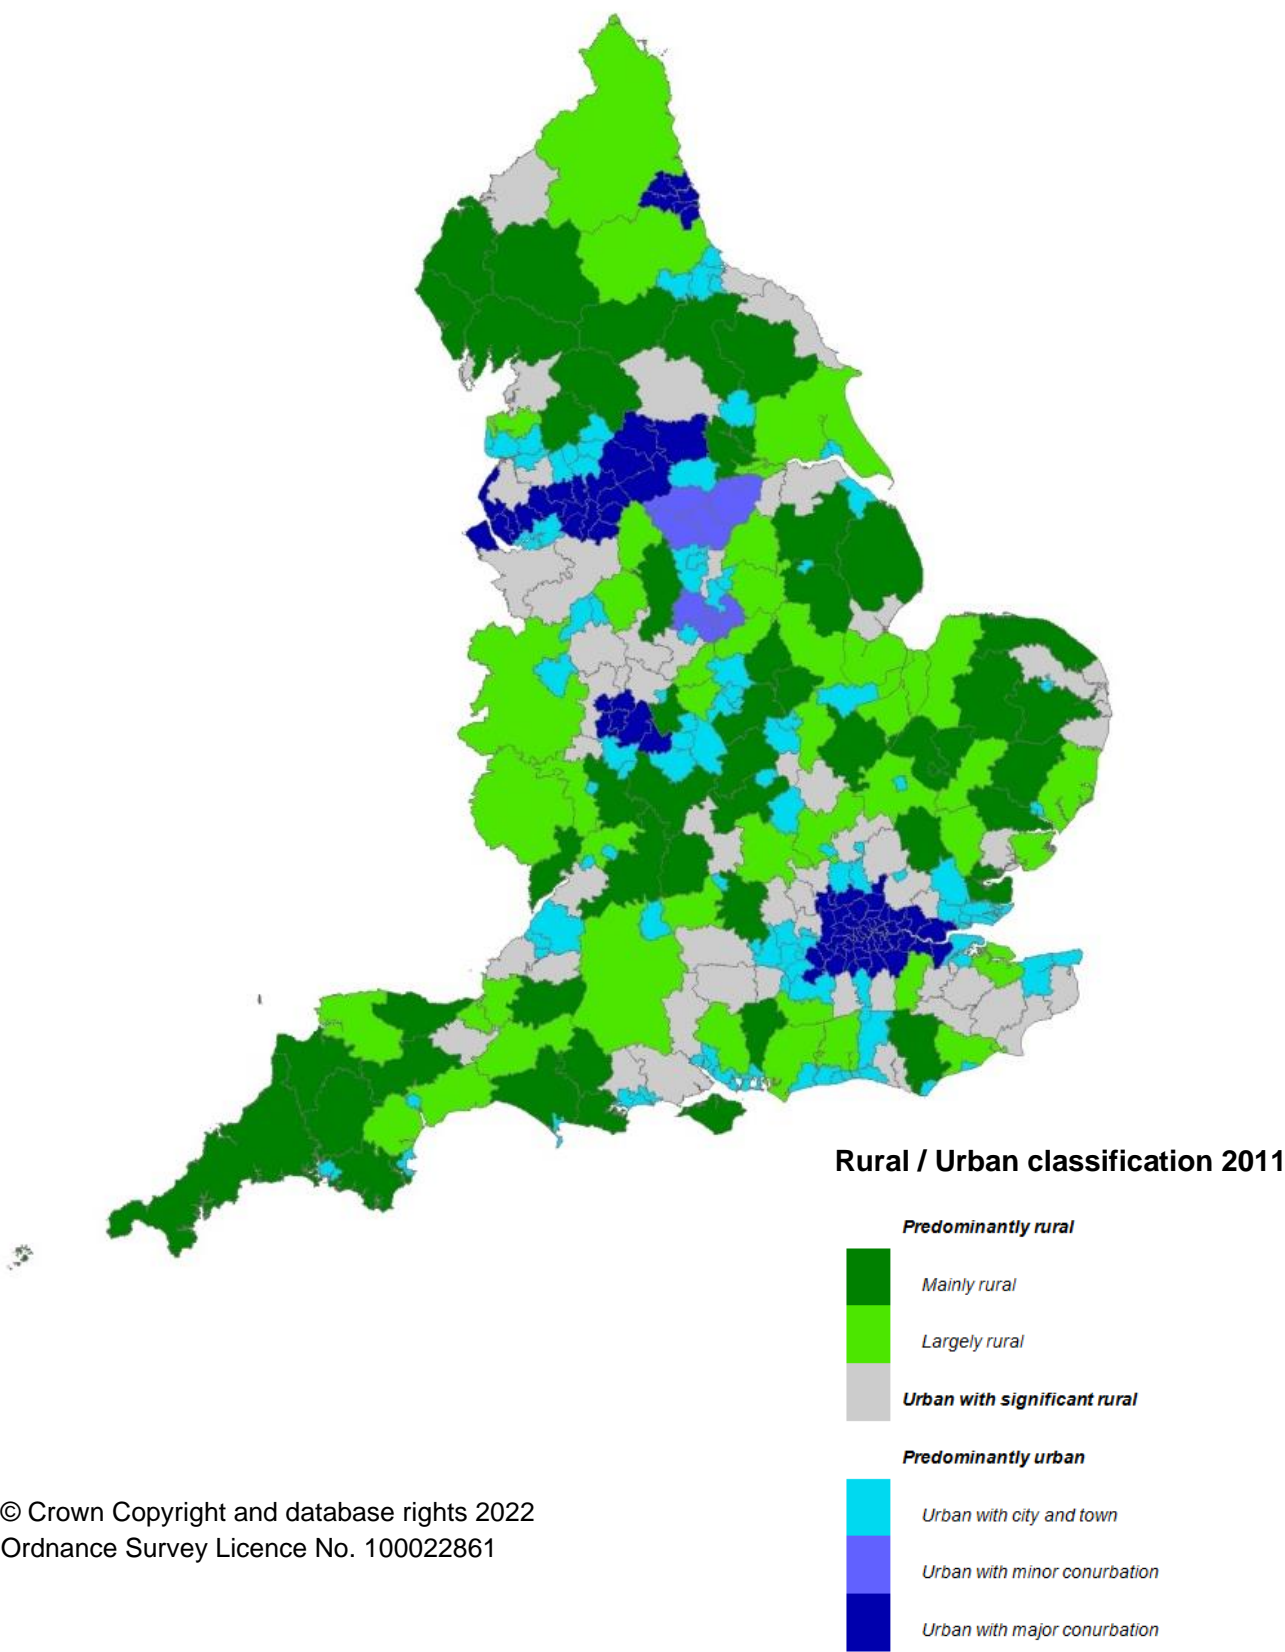 Rural / Urban classification 2011
Predominantly rural
Mainly rural
Largely rural
Urban with significant rural
Predominantly urban
Urban with city and town
Urban with minor conurbation
Urban with major conurbation
© Crown Copyright and database rights 2022
Ordnance Survey Licence No. 100022861